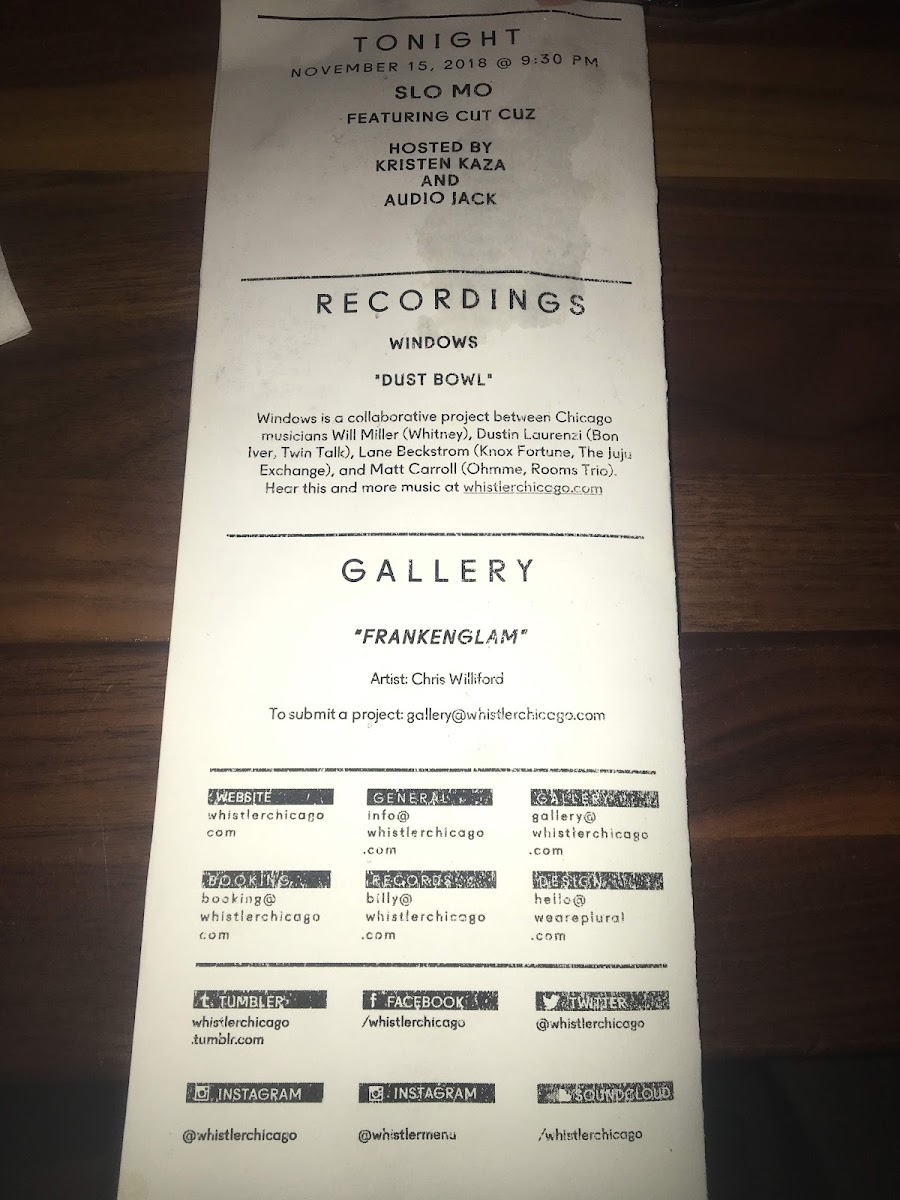 TONIGHT
NOVEMBER 15, 2018 @ 9:30 PM
SLO MO
FEATURING CUT CUZ
HOSTED BY
KRISTEN KAZA
AND
AUDIO JACK
RECORDINGS
WINDOWS
"DUST BOWL"
Windows is a collaborative project between Chicago
musicians Will Miller (Whitney), Dustin Laurenzi (Bon
Iver, Twin Talk), Lane Beckstrom (Knox Fortune, The Juju
Exchange), and Matt Carroll (Ohmme, Rooms Trio).
Hear this and more music at whistlerchicago.com
GALLERY
"FRANKENGLAM"
Artist: Chris Williford
To submit a project: gallery@whistlerchicago.com
WEBSITE
whistlerchicago
com
GENERAL
info@
whistlerchicago
.com
GALLERY
gallery@
whistlerchicago
.com
BOOKING
booking@
whistlerchicago
.com
RECORDS
billy@
whistlerchicago
.com
DESIGN
hello@
weareplural
.com
t. TUMBLER
whistlerchicago
.tumblr.com
f FACEBOOK
/whistlerchicago
TWITTER
@whistlerchicago
INSTAGRAM
@whistlerchicago
INSTAGRAM
@whistlermenu
SOUNDCLOUD
/whistlerchicago